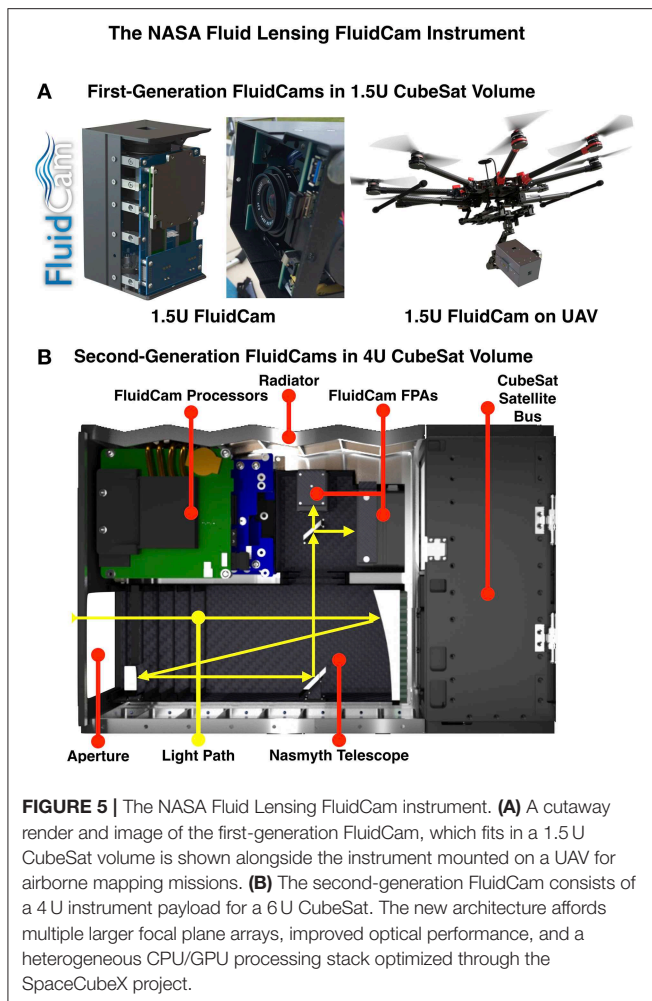 The NASA Fluid Lensing FluidCam Instrument
A First-Generation FluidCams in 1.5U CubeSat Volume
FluidCam
1.5U FluidCam
1.5U FluidCam on UAV
B Second-Generation FluidCams in 4U CubeSat Volume
FluidCam Processors
Radiator
FluidCam FPAs
CubeSat
Satellite
Bus
Aperture
Light Path
Nasmyth Telescope
FIGURE 5 | The NASA Fluid Lensing FluidCam instrument. (A) A cutaway
render and image of the first-generation FluidCam, which fits in a 1.5 U
CubeSat volume is shown alongside the instrument mounted on a UAV for
airborne mapping missions. (B) The second-generation FluidCam consists of
a 4 U instrument payload for a 6 U CubeSat. The new architecture affords
multiple larger focal plane arrays, improved optical performance, and a
heterogeneous CPU/GPU processing stack optimized through the
SpaceCubeX project.